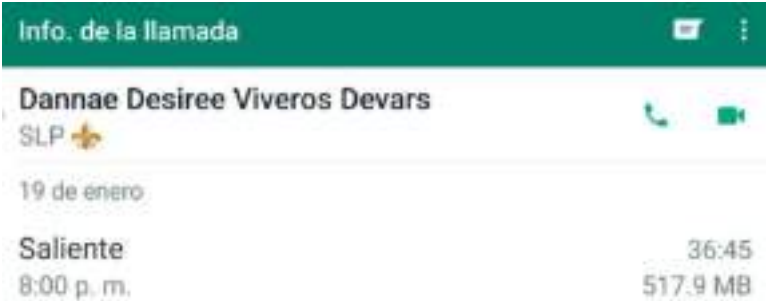 Info. de la llamada
Dannae Desiree Viveros Devars
SLP ⚜️
19 de enero
Saliente 36:45
8:00 p. m. 517.9 MB